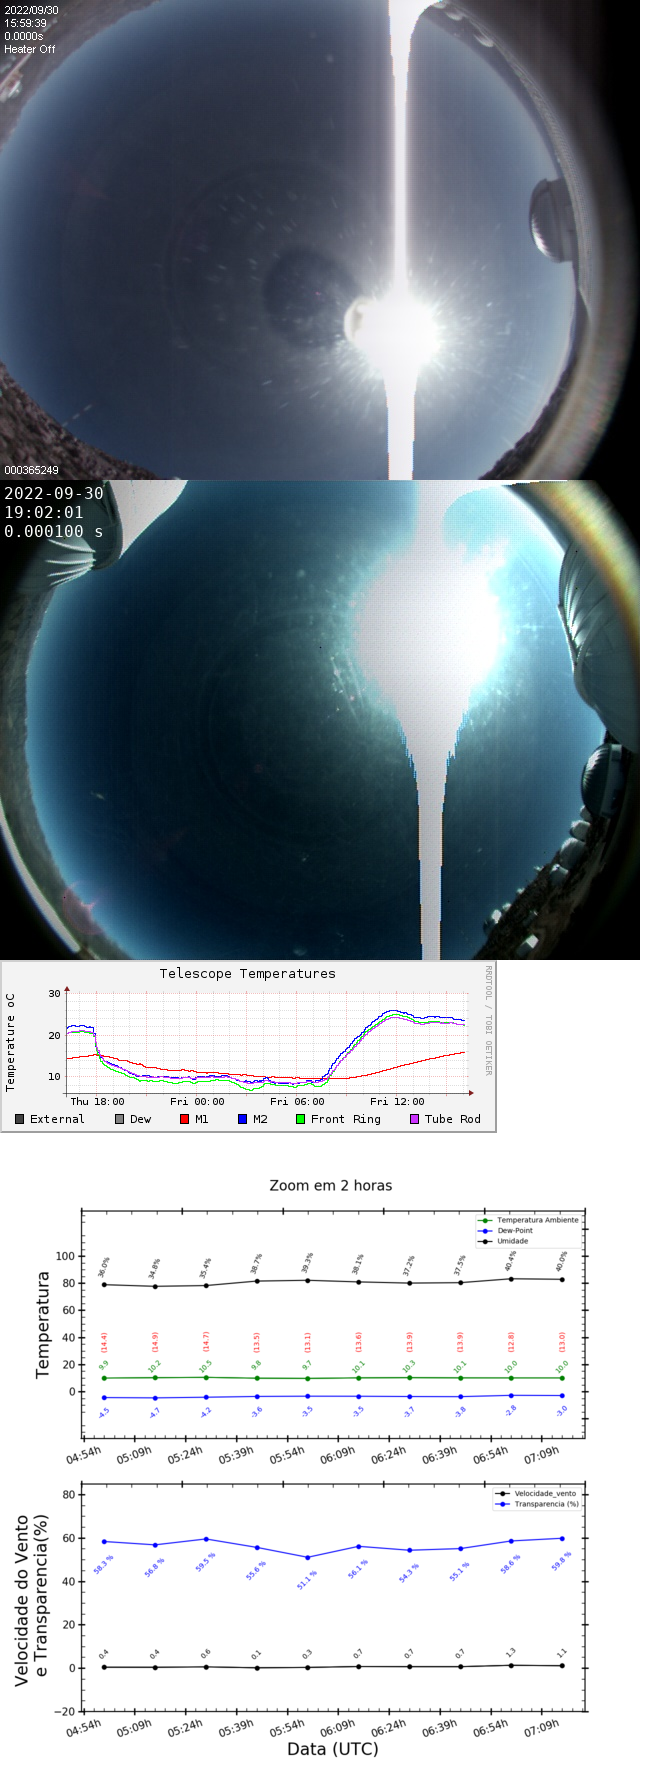 2022/09/30
15:59:39
0.0000s
Heater Off
000365249
2022-09-30
19:02:01
0.000100 s
Telescope Temperatures
RRDTOOL / TOBI OETIKER
Temperature oC
30
20
10
Thu 18:00 Fri 00:00 Fri 06:00 Fri 12:00
External Dew M1 M2 Front Ring Tube Rod
Zoom em 2 horas
Temperatura Ambiente
Dew-Point
Umidade
Temperatura
100
80
60
40
20
0
36.0% 34.8% 35.4% 38.7% 39.3% 38.1% 37.2% 37.5% 40.4% 40.0%
(14.4) (14.9) (14.7) (13.5) (13.1) (13.6) (13.9) (13.9) (12.8) (13.0)
9.9 10.2 10.5 9.8 9.7 10.1 10.3 10.1 10.0 10.0
-4.5 -4.7 -4.2 -3.6 -3.5 -3.5 -3.7 -3.8 -2.8 -3.0
04:54h 05:09h 05:24h 05:39h 05:54h 06:09h 06:24h 06:39h 06:54h 07:09h
Velocidade_vento
Transparencia (%)
Velocidade do Vento
e Transparencia(%)
80
60
40
20
0
−20
58.3 % 56.8 % 59.5 % 55.6 % 51.1 % 56.1 % 54.3 % 55.1 % 58.6 % 59.8 %
0.4 0.4 0.6 0.1 0.3 0.7 0.7 0.7 1.3 1.1
04:54h 05:09h 05:24h 05:39h 05:54h 06:09h 06:24h 06:39h 06:54h 07:09h
Data (UTC)